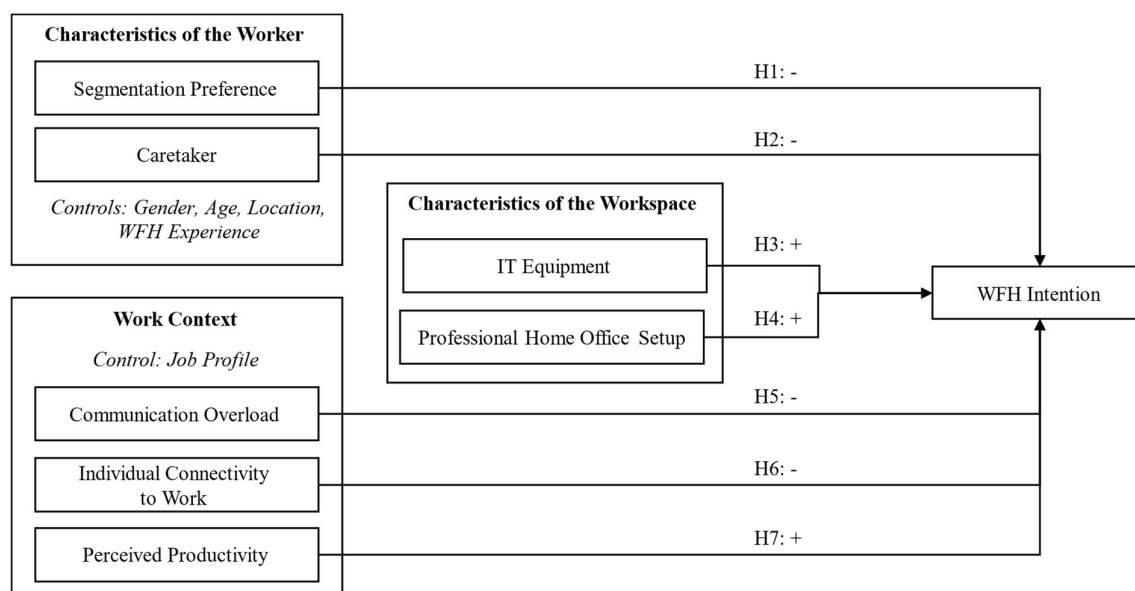 Characteristics of the Worker
Segmentation Preference
Caretaker
Controls: Gender, Age, Location,
WFH Experience
H1: -
H2: -
Characteristics of the Workspace
IT Equipment
Professional Home Office Setup
H3: +
H4: +
WFH Intention
Work Context
Control: Job Profile
Communication Overload
Individual Connectivity
to Work
Perceived Productivity
H5: -
H6: -
H7: +